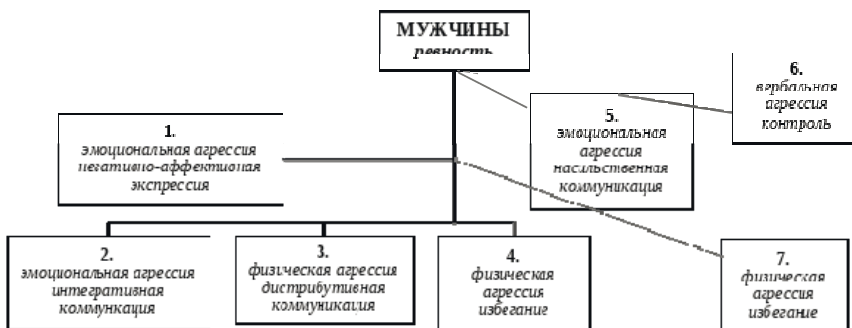 МУЖЧИНЫ
ревность
6.
вербальная
агрессия
контроль
1.
эмоциональная агрессия
негативно-аффективная
экспрессия
5.
эмоциональная
агрессия
насильственная
коммуникация
2.
эмоциональная агрессия
интегративная
коммункация
3.
физическая агрессия
дистрибутивная
коммуникация
4.
физическая
агрессия
избегание
7.
физическая
агрессия
избегание